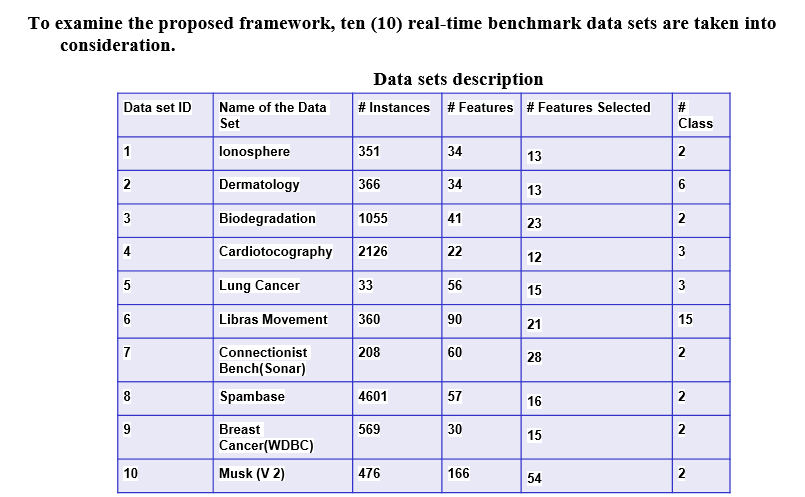 To examine the proposed framework, ten (10) real-time benchmark data sets are taken into
consideration.
Data sets description
Data set ID Name of the Data Set # Instances # Features # Features Selected # Class
1 Ionosphere 351 34 13 2
2 Dermatology 366 34 13 6
3 Biodegradation 1055 41 23 2
4 Cardiotocography 2126 22 12 3
5 Lung Cancer 33 56 15 3
6 Libras Movement 360 90 21 15
7 Connectionist Bench(Sonar) 208 60 28 2
8 Spambase 4601 57 16 2
9 Breast Cancer(WDBC) 569 30 15 2
10 Musk (V 2) 476 166 54 2